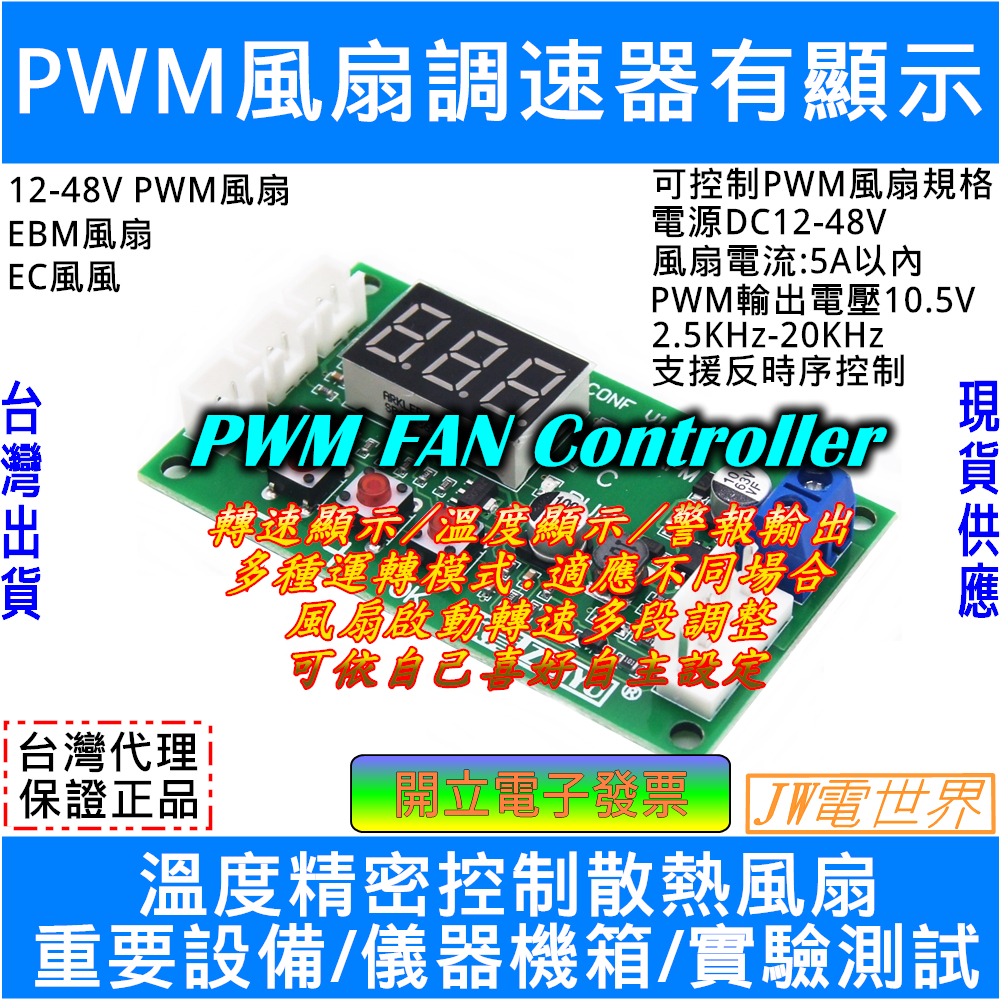 PWM風扇調速器有顯示
12-48V PWM風扇
EBM風扇
EC風風
可控制PWM風扇規格
電源DC12-48V
風扇電流:5A以內
PWM輸出電壓10.5V
2.5KHz-20KHz
支援反時序控制
台灣出貨
現貨供應
CONF
PWM FAN Controller
C
M
轉速顯示/溫度顯示/警報輸出
多種運轉模式.適應不同場合
OK
風扇啟動轉速多段調整
可依自己喜好自主設定
®
台灣代理
保證正品
開立電子發票
JW電世界
溫度精密控制散熱風扇
重要設備/儀器機箱/實驗測試